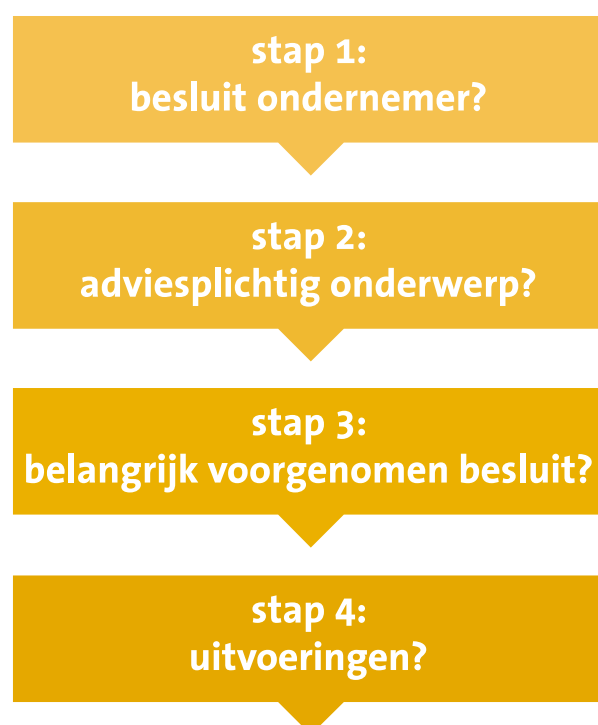 stap 1:
besluit ondernemer?
stap 2:
adviesplichtig onderwerp?
stap 3:
belangrijk voorgenomen besluit?
stap 4:
uitvoeringen?